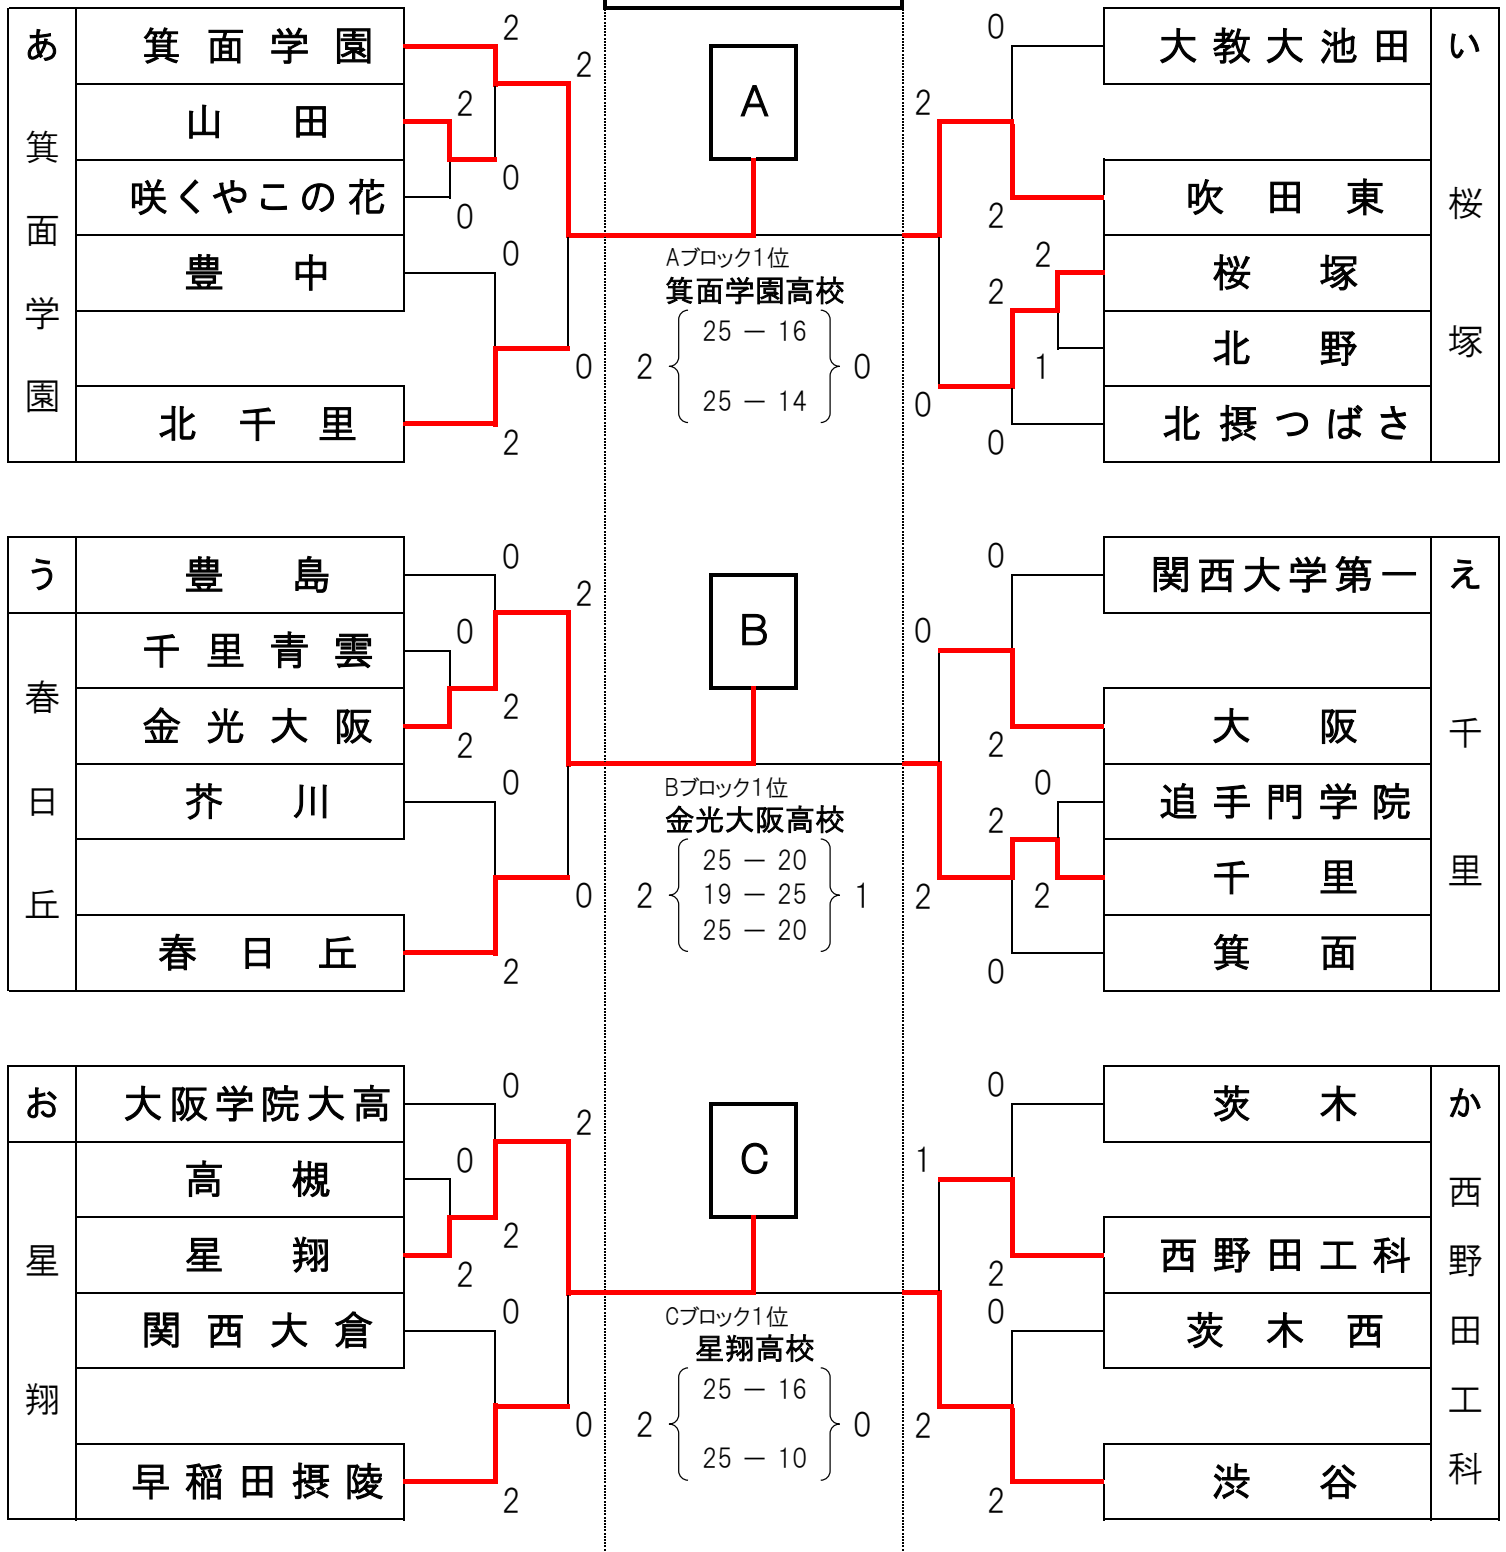 あ
箕面学園
箕面学園
山田
咲くやこの花
豊中
北千里
2
2
0
0
0
2
2
0
A
Aブロック1位
箕面学園高校
2
25 － 16
25 － 14
0
い
桜塚
大教大池田
吹田東
桜塚
北野
北摂つばさ
0
2
2
2
2
1
0
0
う
春日丘
豊島
千里青雲
金光大阪
芥川
春日丘
0
0
2
2
0
2
2
0
B
Bブロック1位
金光大阪高校
2
25 － 20
19 － 25
25 － 20
1
え
千里
関西大学第一
大阪
追手門学院
千里
箕面
0
0
2
0
2
2
2
0
お
星翔
大阪学院大高
高槻
星翔
関西大倉
早稲田摂陵
0
0
2
2
0
2
2
0
C
Cブロック1位
星翔高校
2
25 － 16
25 － 10
0
か
西野田工科
茨木
西野田工科
茨木西
渋谷
0
1
2
0
2
2